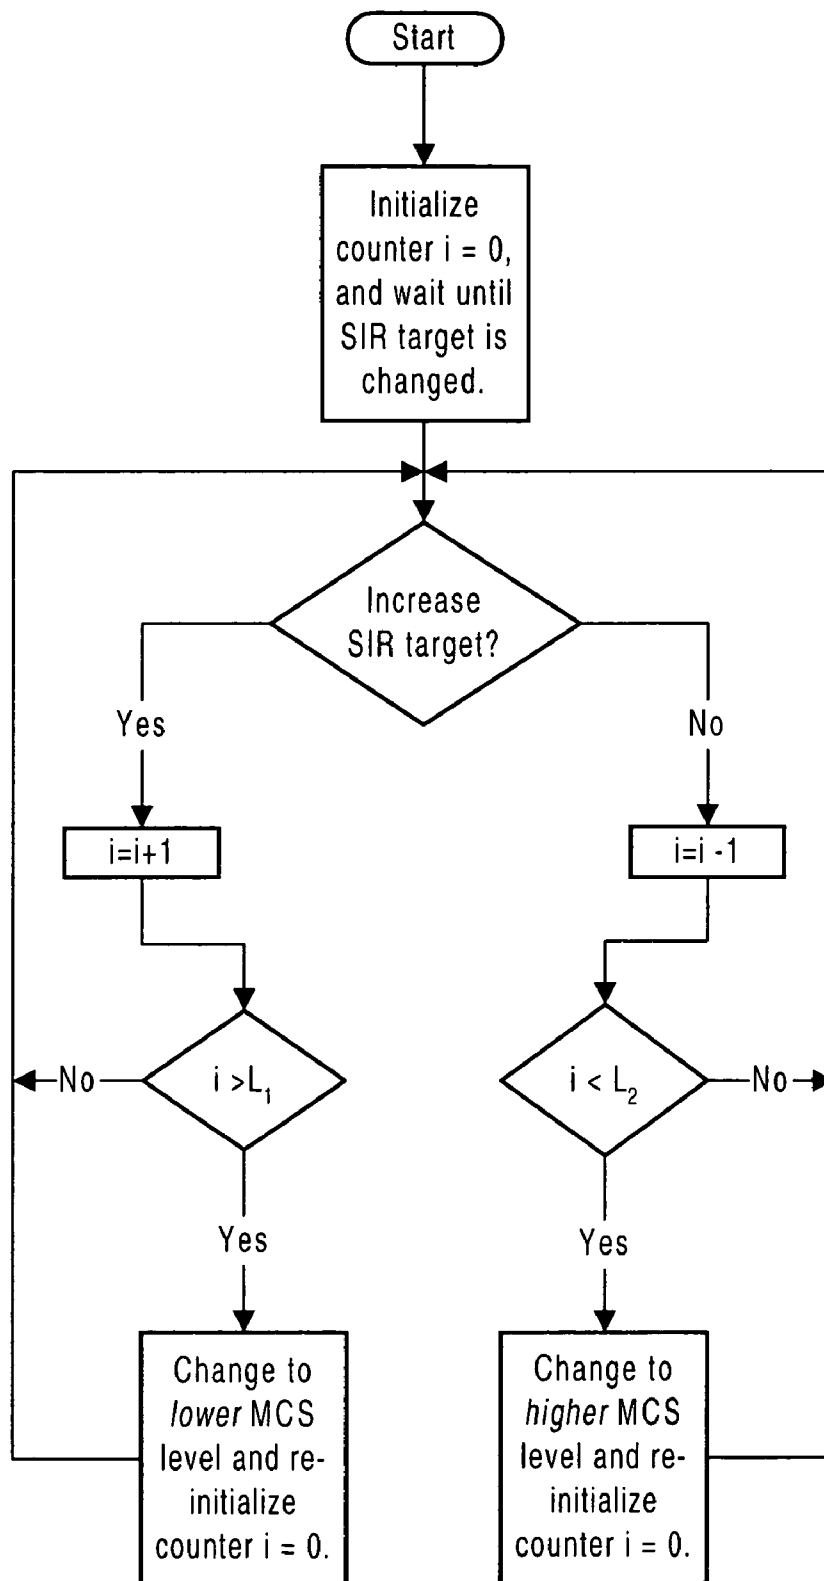 Start
Initialize
counter i = 0,
and wait until
SIR target is
changed.
Increase
SIR target?
Yes
No
i=i+1
i=i -1
No
i >L₁
i < L₂
No
Yes
Yes
Change to
lower MCS
level and re-
initialize
counter i = 0.
Change to
higher MCS
level and re-
initialize
counter i = 0.